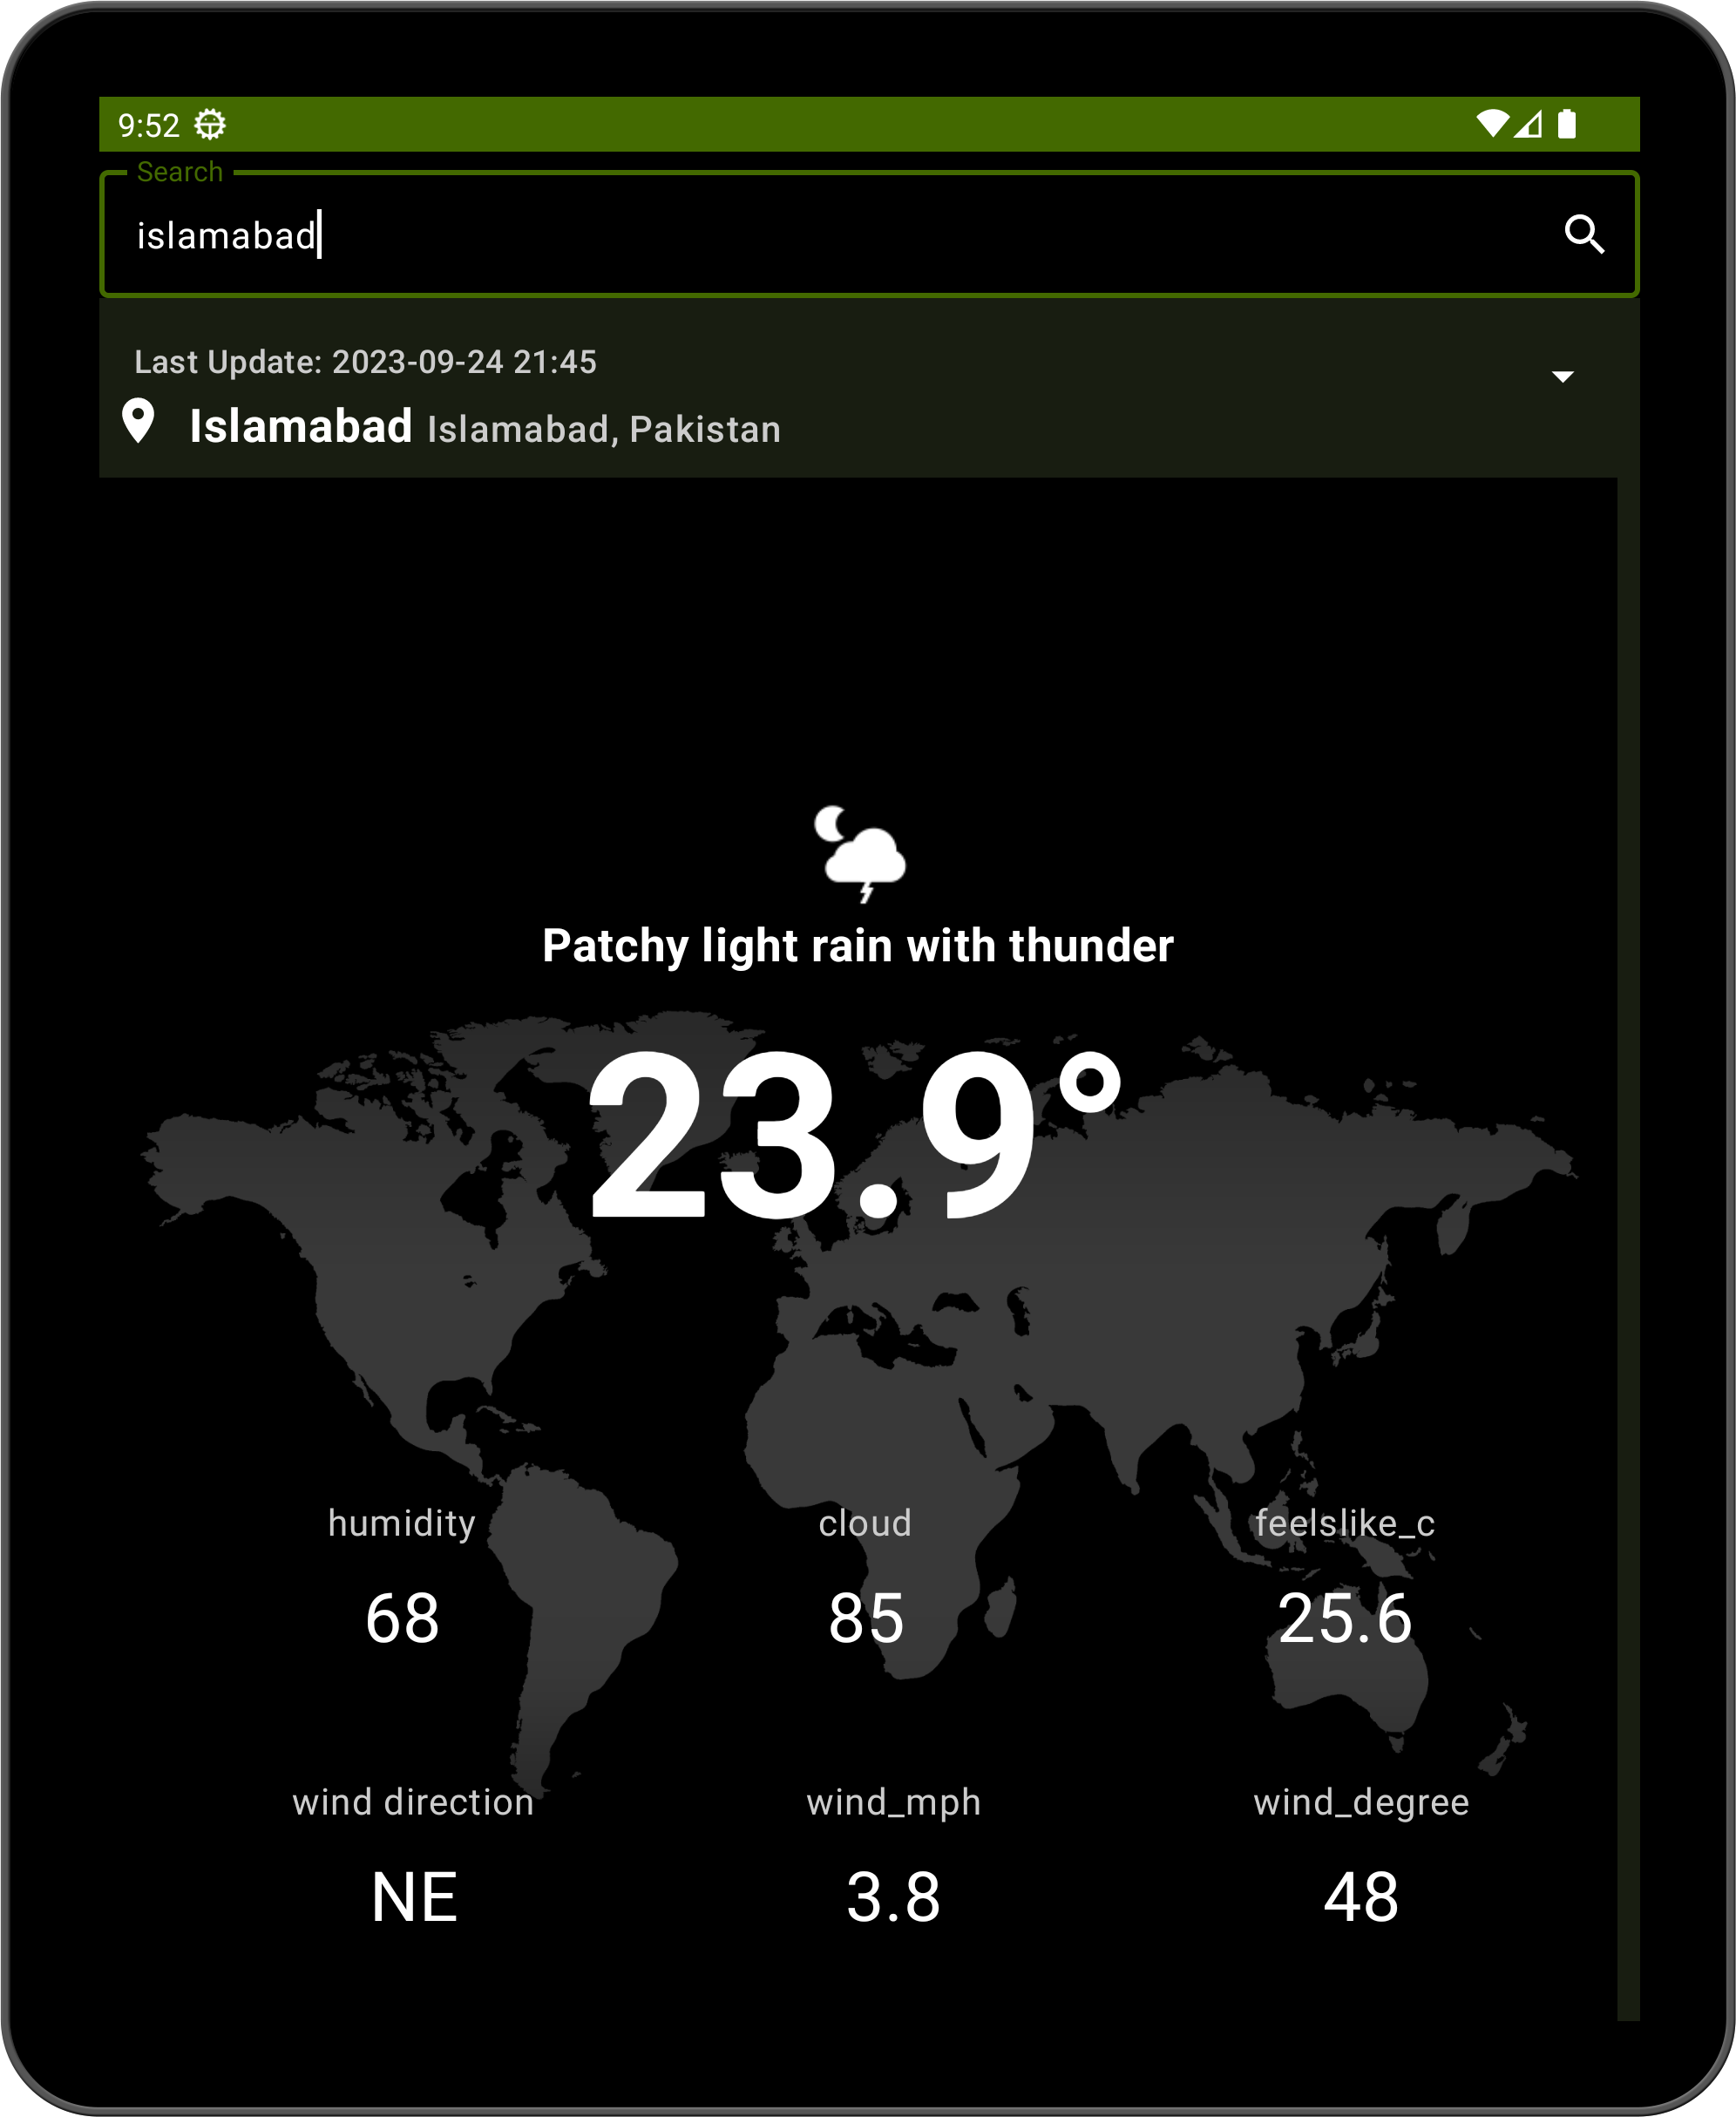 9:52
Search
islamabad
Last Update: 2023-09-24 21:45
Islamabad Islamabad, Pakistan
Patchy light rain with thunder
23.9°
humidity cloud feelslike_c
68 85 25.6
wind direction wind_mph wind_degree
NE 3.8 48